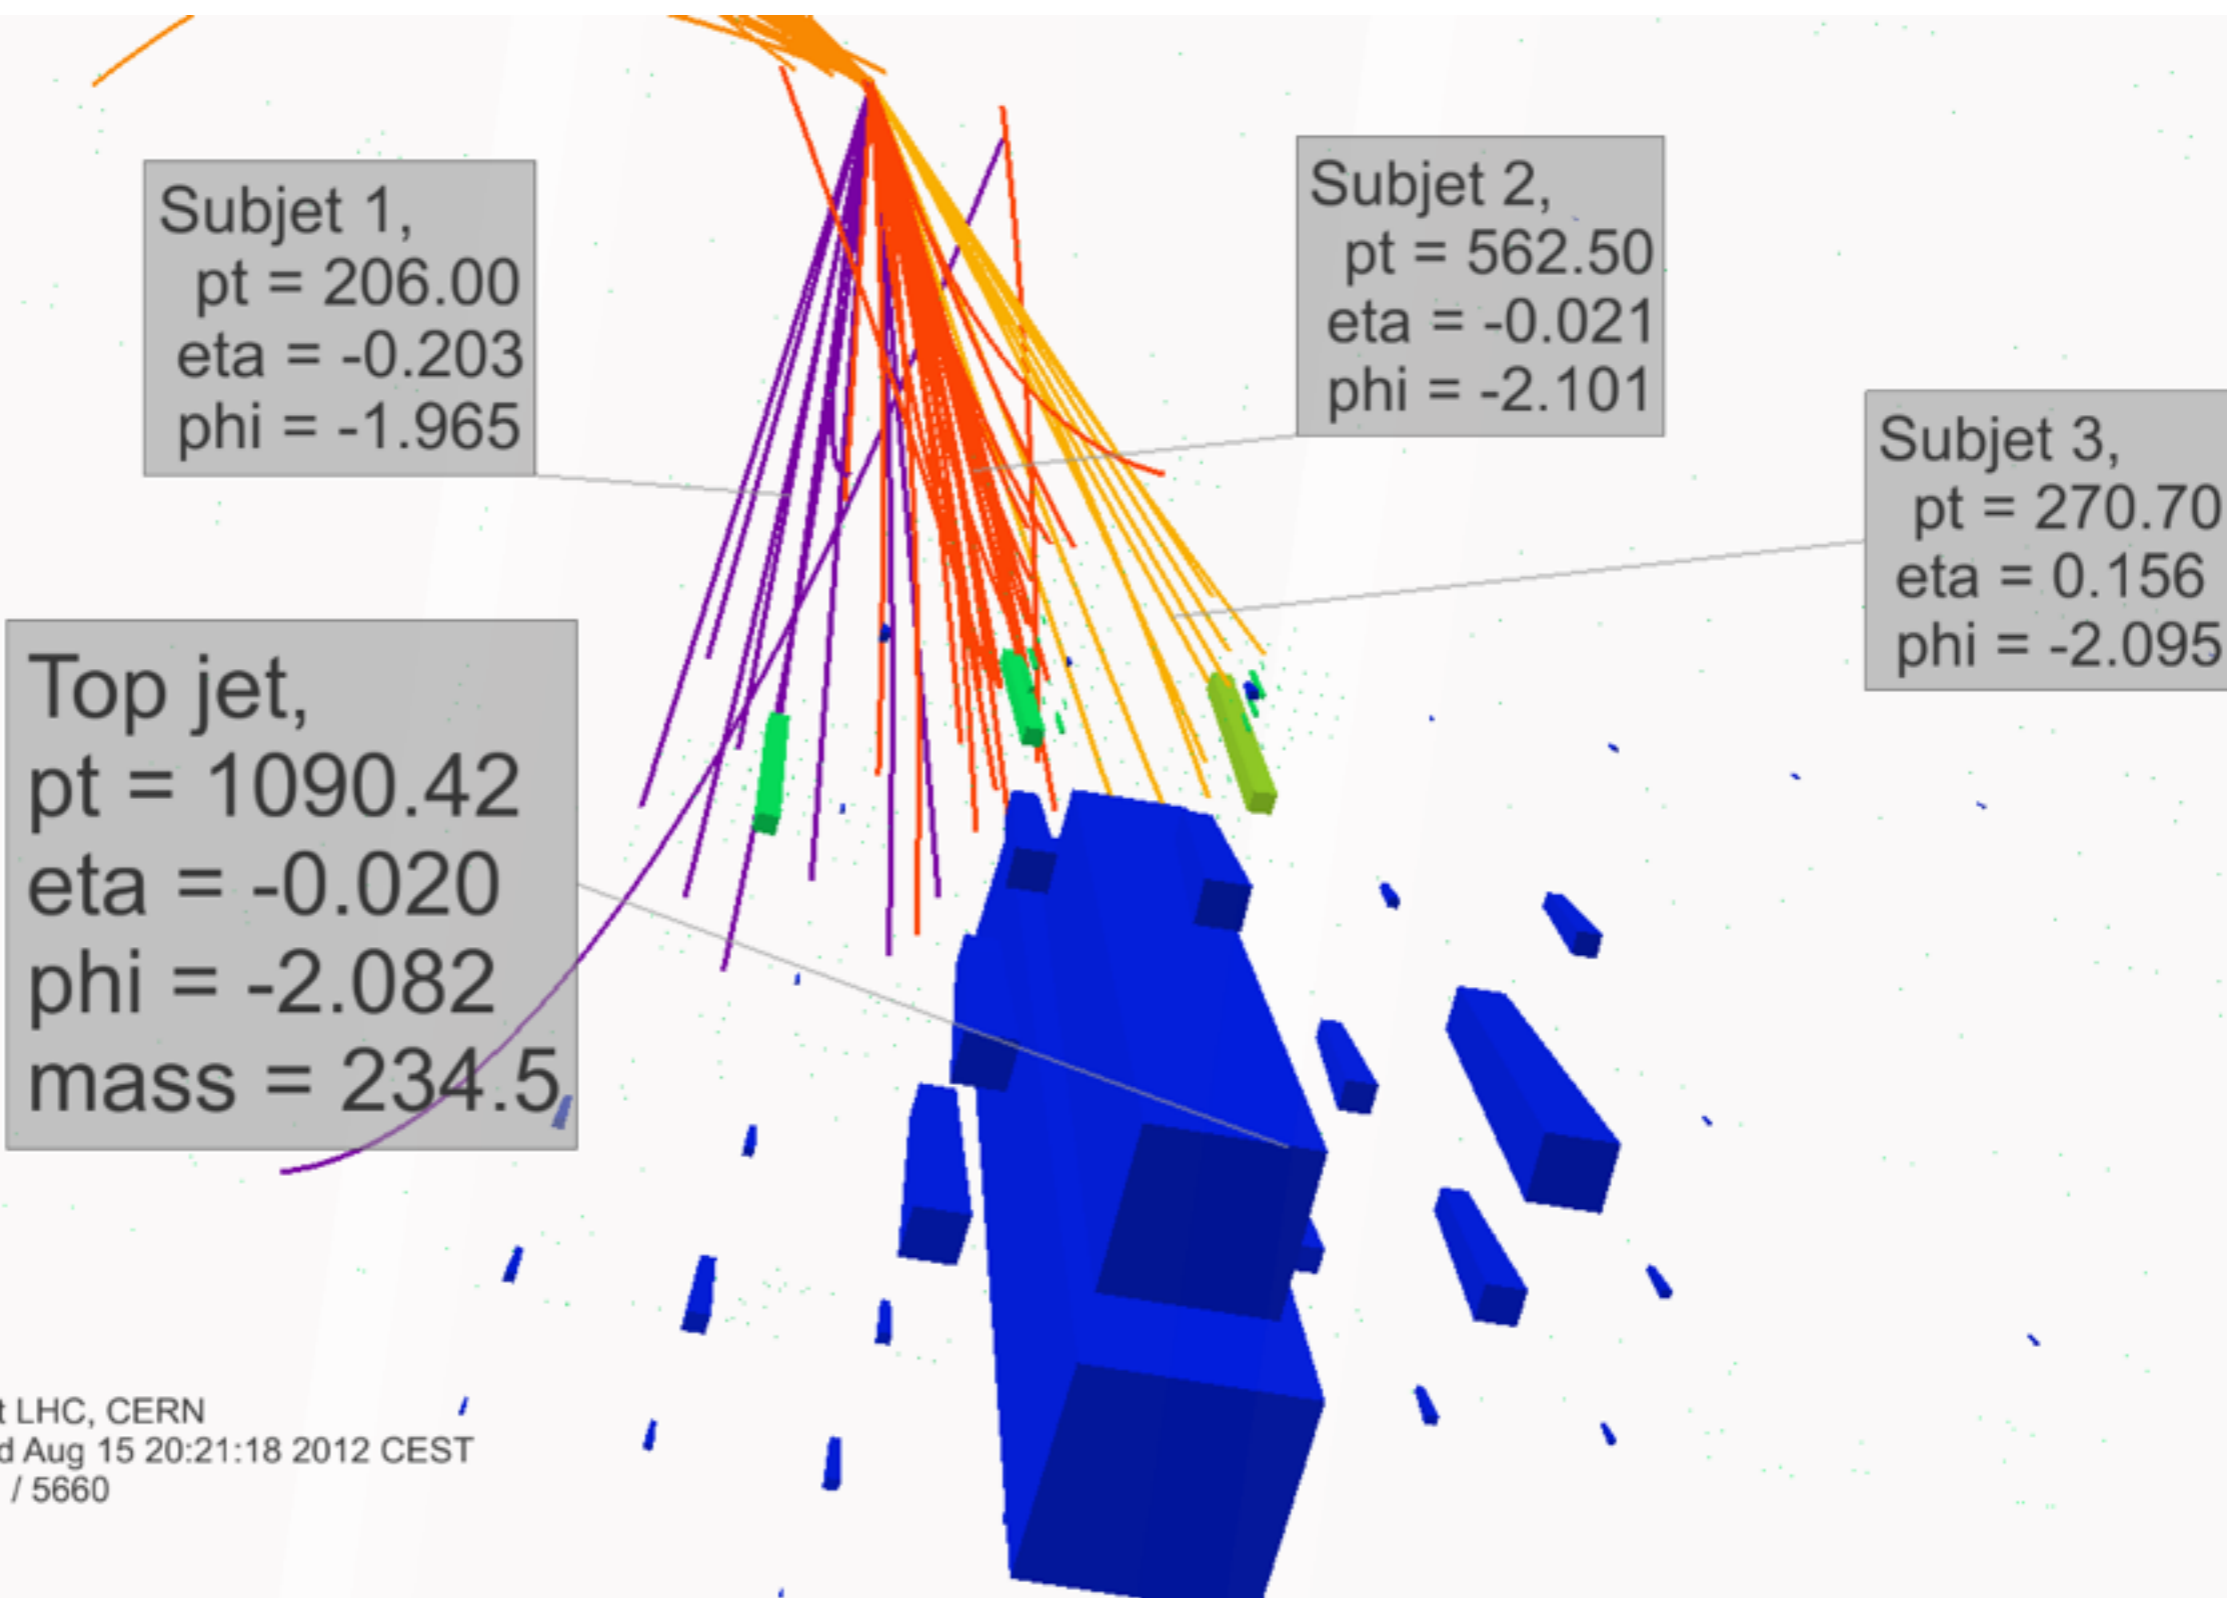 Subjet 1,
pt = 206.00
eta = -0.203
phi = -1.965
Subjet 2,
pt = 562.50
eta = -0.021
phi = -2.101
Subjet 3,
pt = 270.70
eta = 0.156
phi = -2.095
Top jet,
pt = 1090.42
eta = -0.020
phi = -2.082
mass = 234.5
t LHC, CERN
d Aug 15 20:21:18 2012 CEST
/ 5660